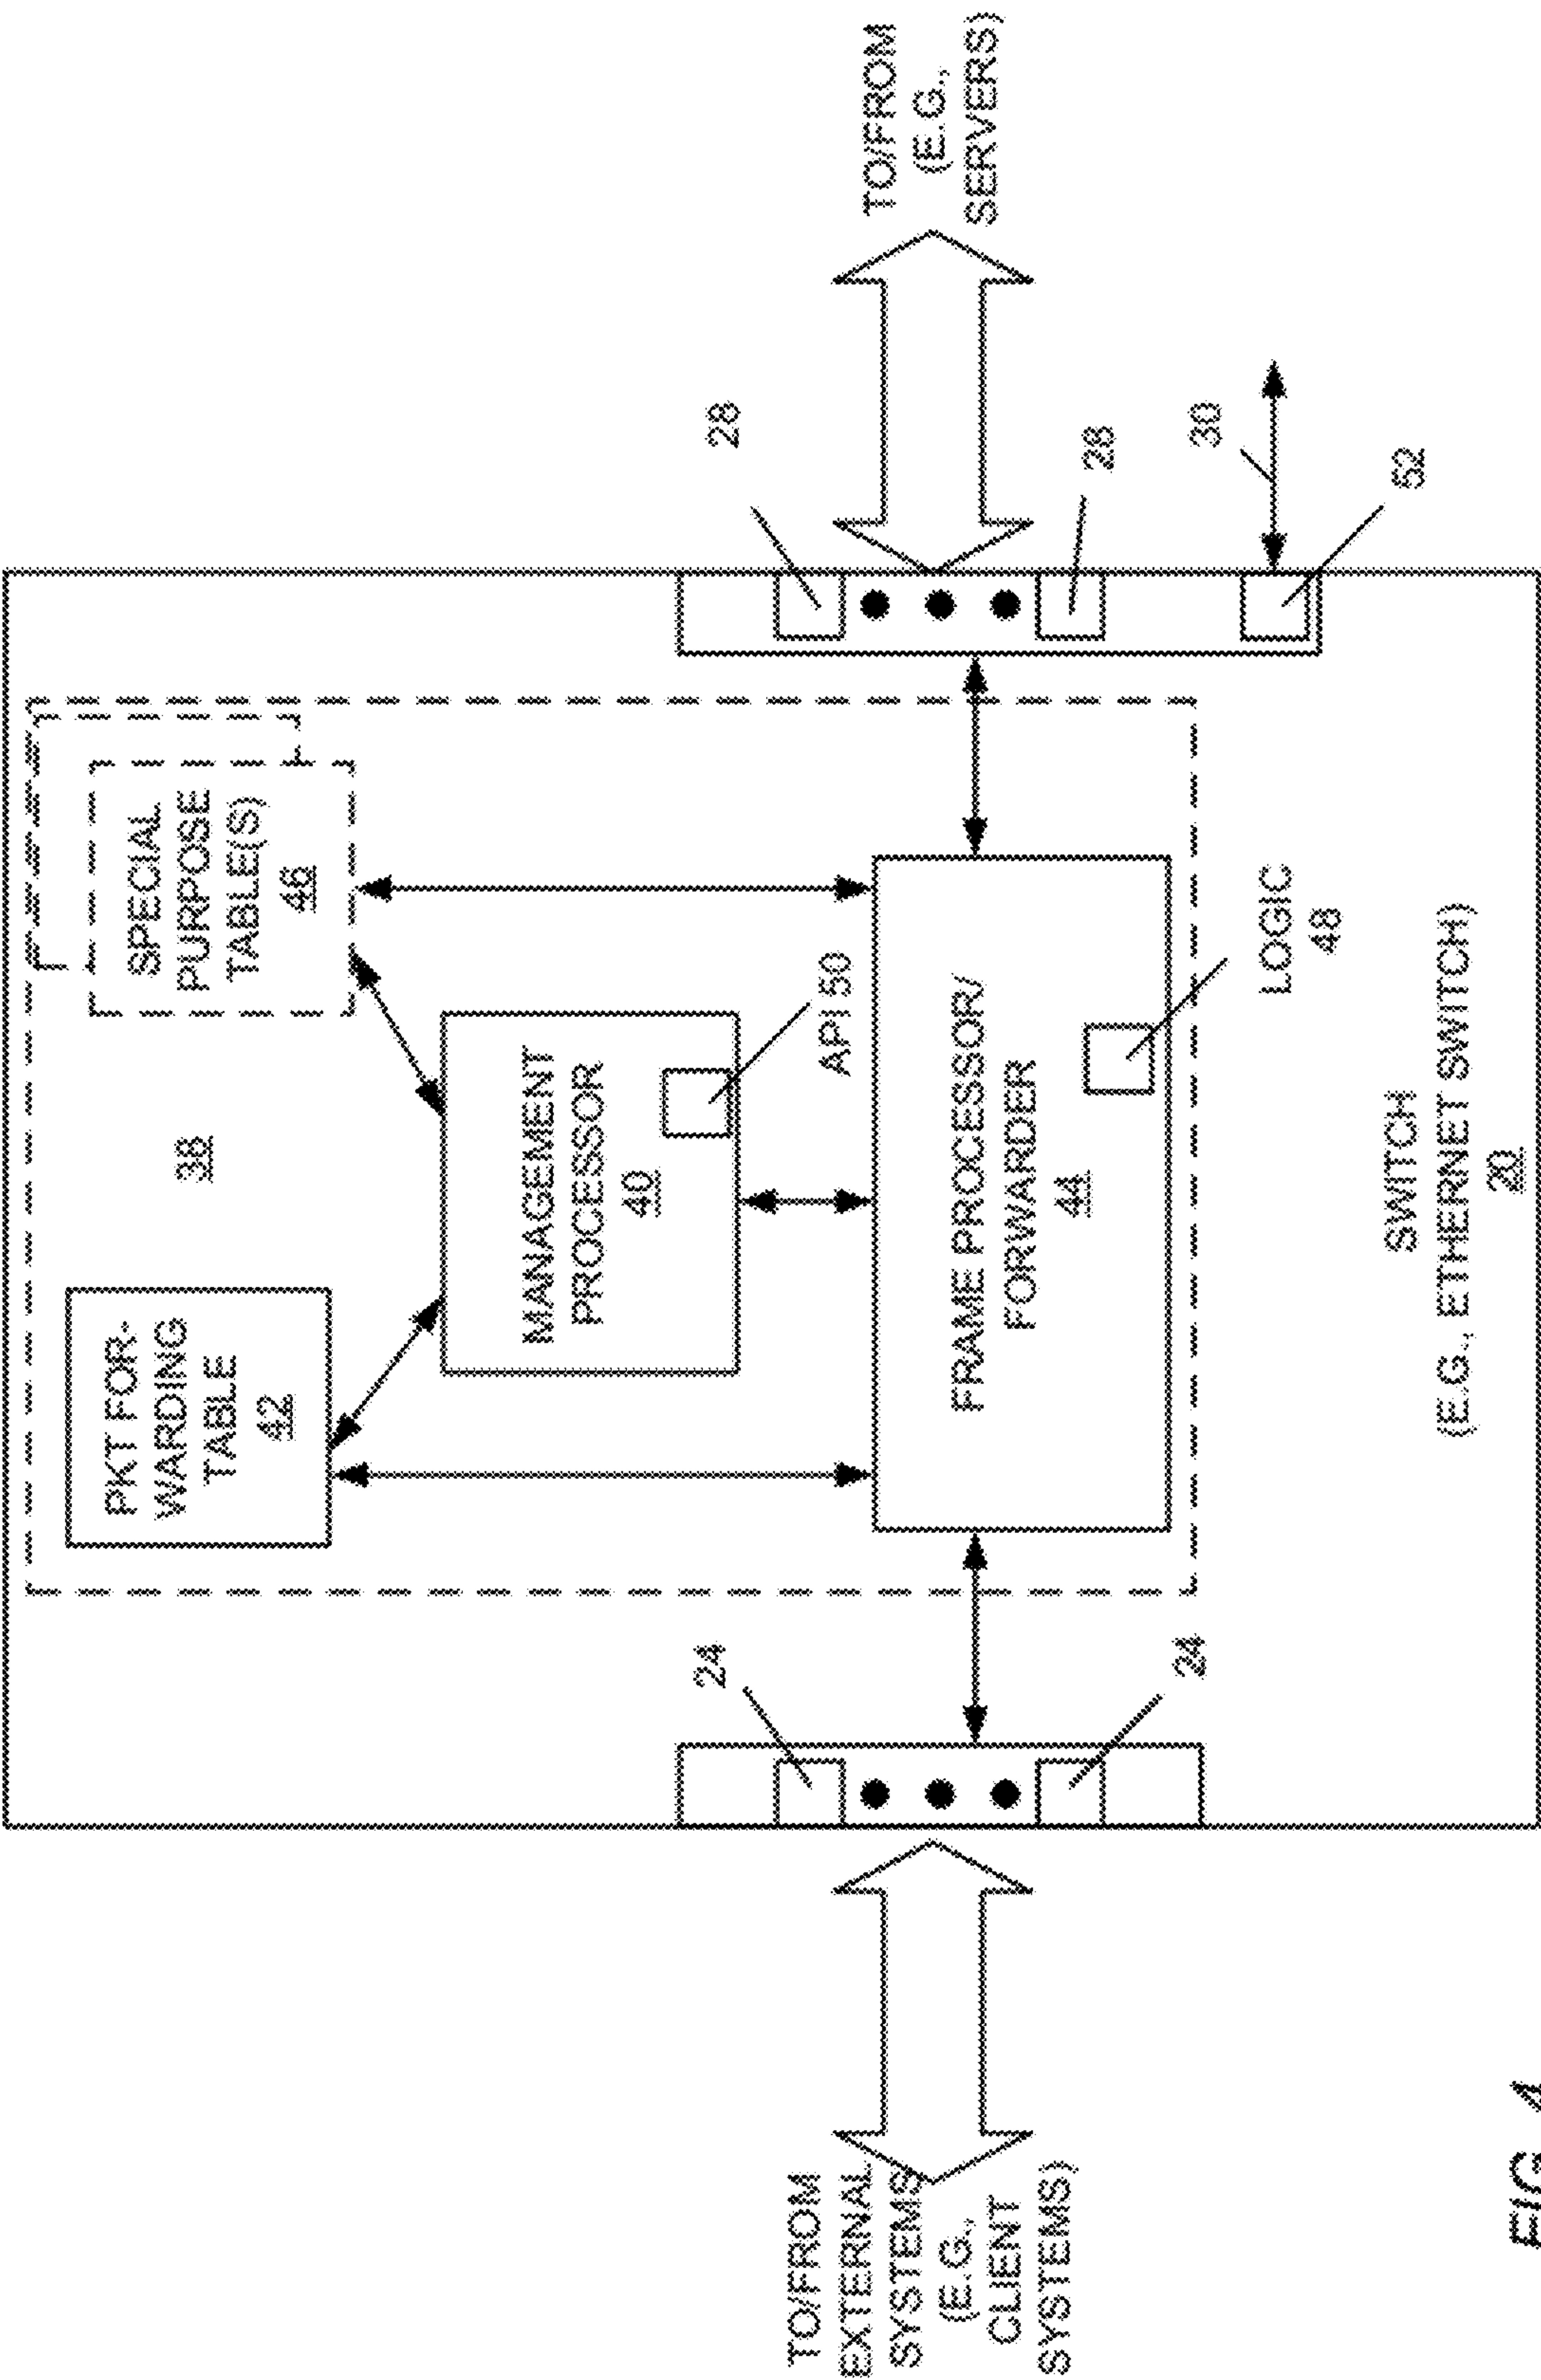 PKT FOR-
WARDING
TABLE
42
38
SPECIAL
PURPOSE
TABLE(S)
46
MANAGEMENT
PROCESSOR
40
API 50
24
28
TO/FROM
EXTERNAL
SYSTEMS
(E.G.,
CLIENT
SYSTEMS)
TO/FROM
(E.G.,
SERVERS)
FRAME PROCESSOR/
FORWARDER
44
24
28
30
LOGIC
48
52
SWITCH
(E.G., ETHERNET SWITCH)
20
FIG. 4